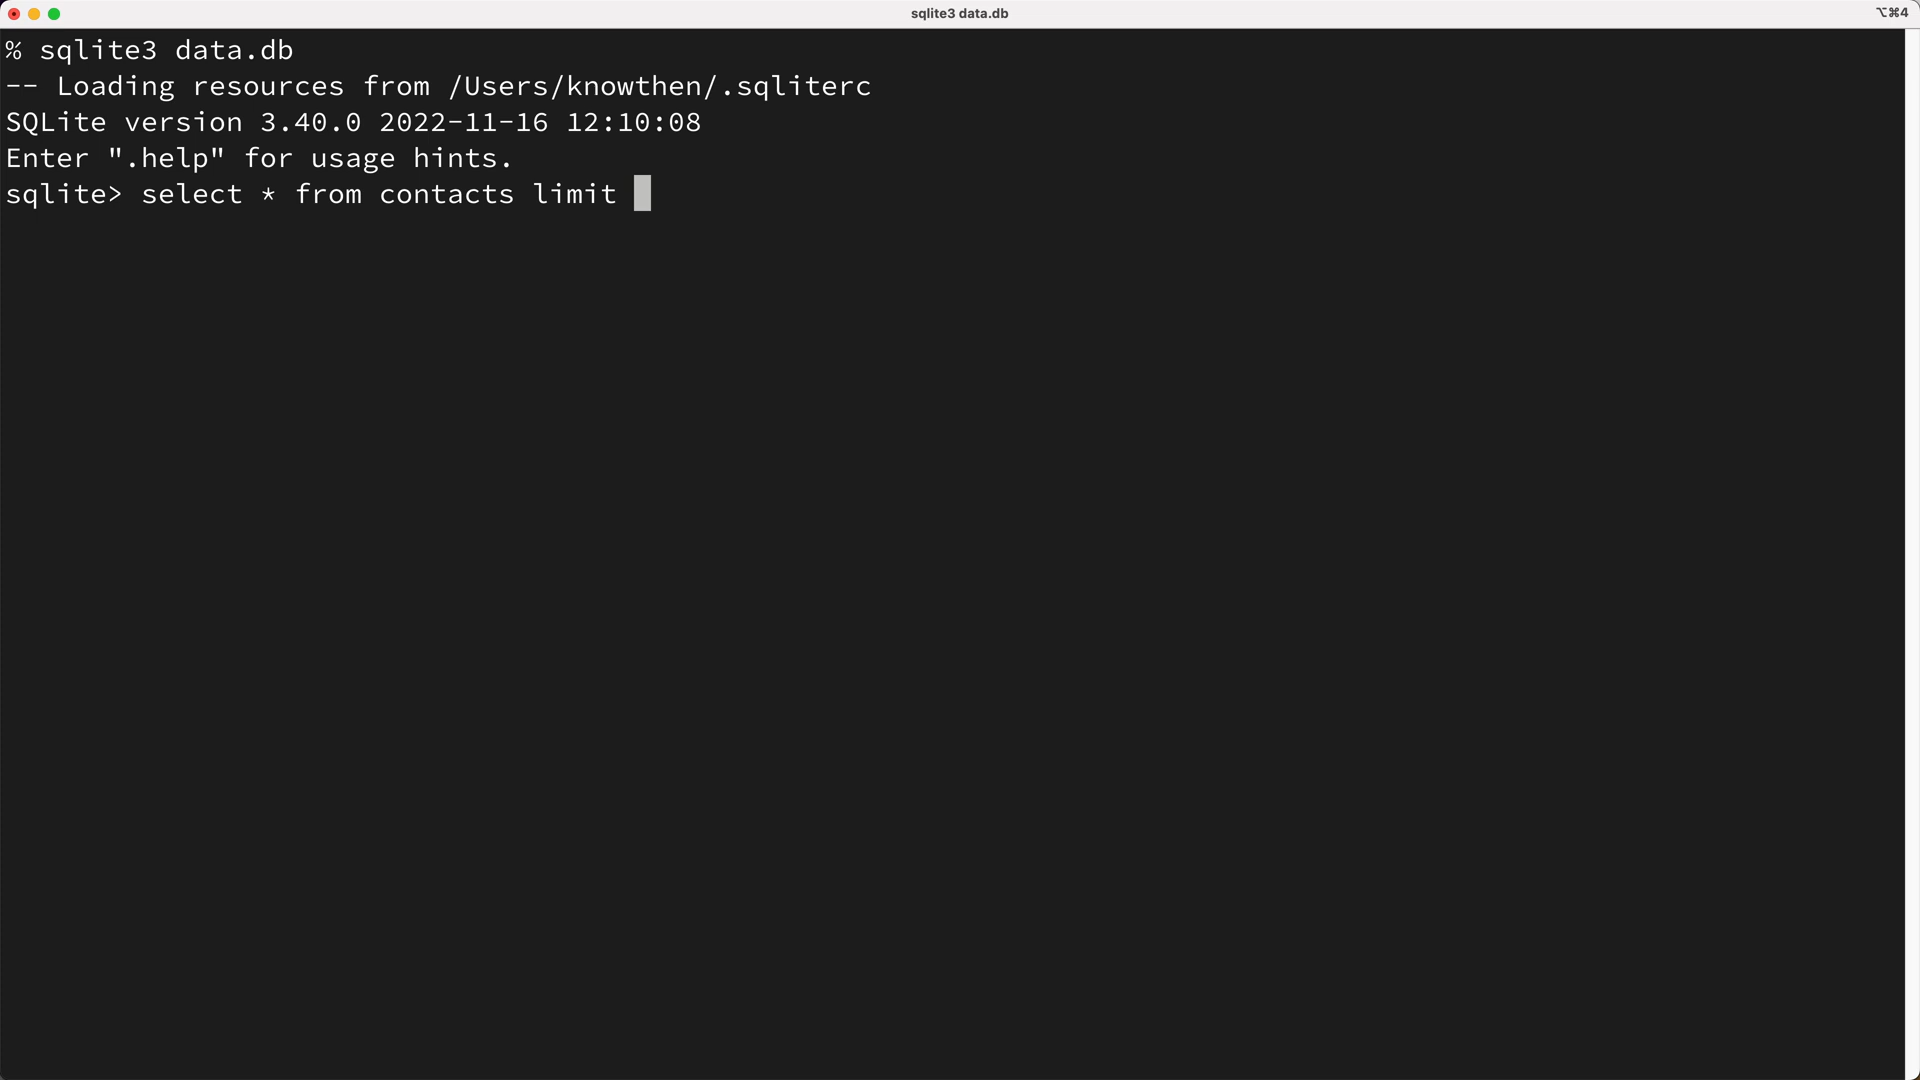 sqlite3 data.db
⌥⌘4
% sqlite3 data.db
-- Loading resources from /Users/knowthen/.sqliterc
SQLite version 3.40.0 2022-11-16 12:10:08
Enter ".help" for usage hints.
sqlite> select * from contacts limit